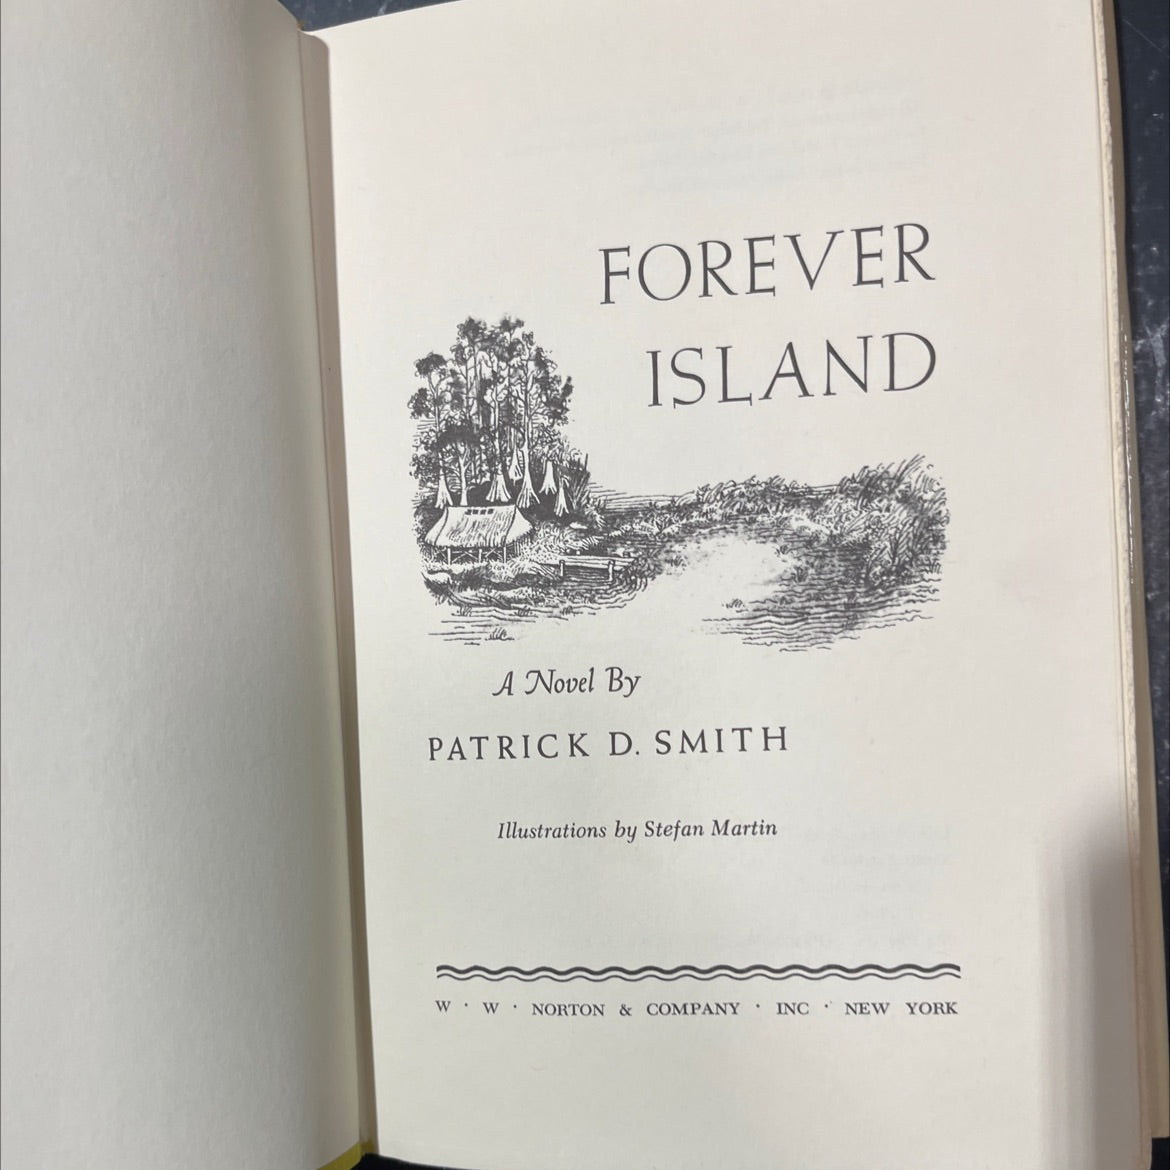 FOREVER
ISLAND
A Novel By
PATRICK D. SMITH
Illustrations by Stefan Martin
W · W · NORTON & COMPANY · INC · NEW YORK